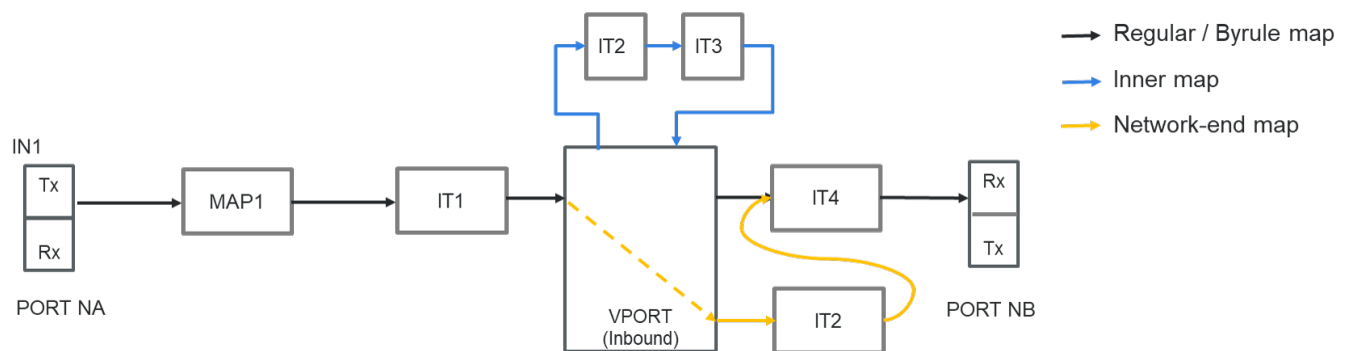 IT2
IT3
Regular / Byrule map
Inner map
Network-end map
IN1
Tx
Rx
PORT NA
MAP1
IT1
VPORT
(Inbound)
IT4
IT2
Rx
Tx
PORT NB